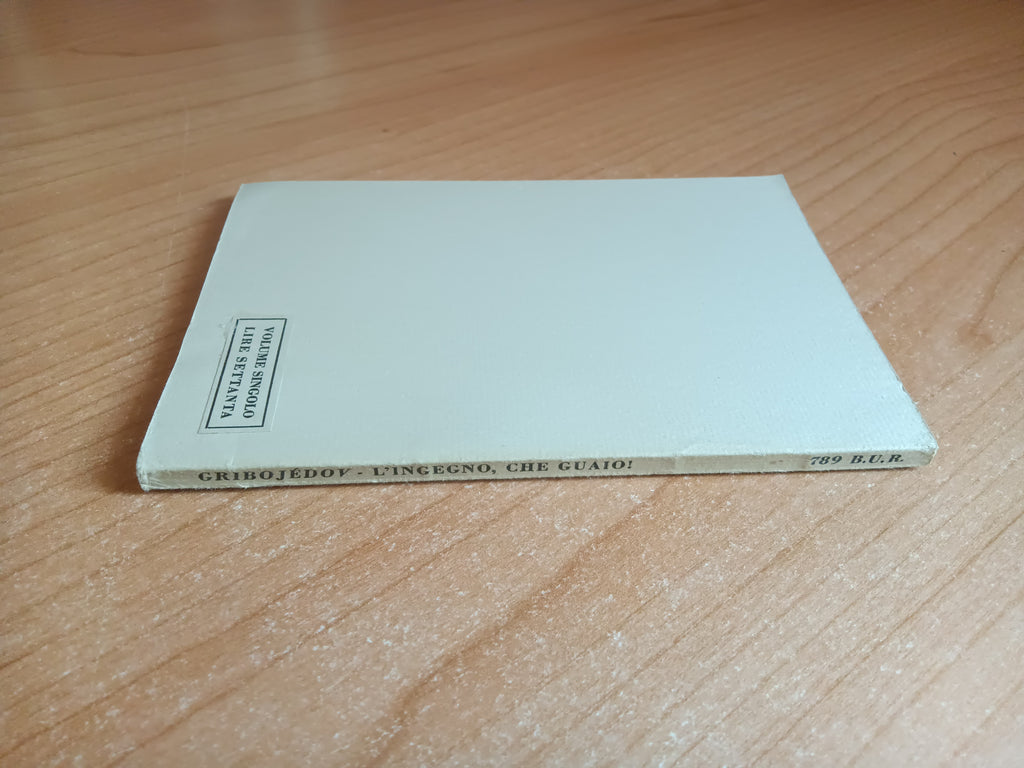 VOLUME SINGOLO
LIRE SETTANTA
GRIBOJÉDOV - L'INGEGNO, CHE GUAIO!
789 B.U.R.